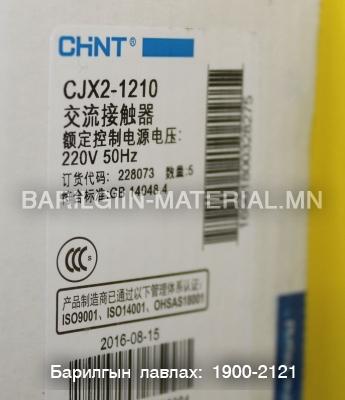 CHNT®
CJX2-1210
交流接触器
额定控制电源电压:
220V 50Hz
订货代码: 228073 数量:5
符合标准:GB 14048.4
BARILGIIN-MATERIAL.MN
CCC S
产品制造商已通过以下管理体系认证:
ISO9001、ISO14001、OHSAS18001
2016-08-15
Барилгын лавлах: 1900-2121